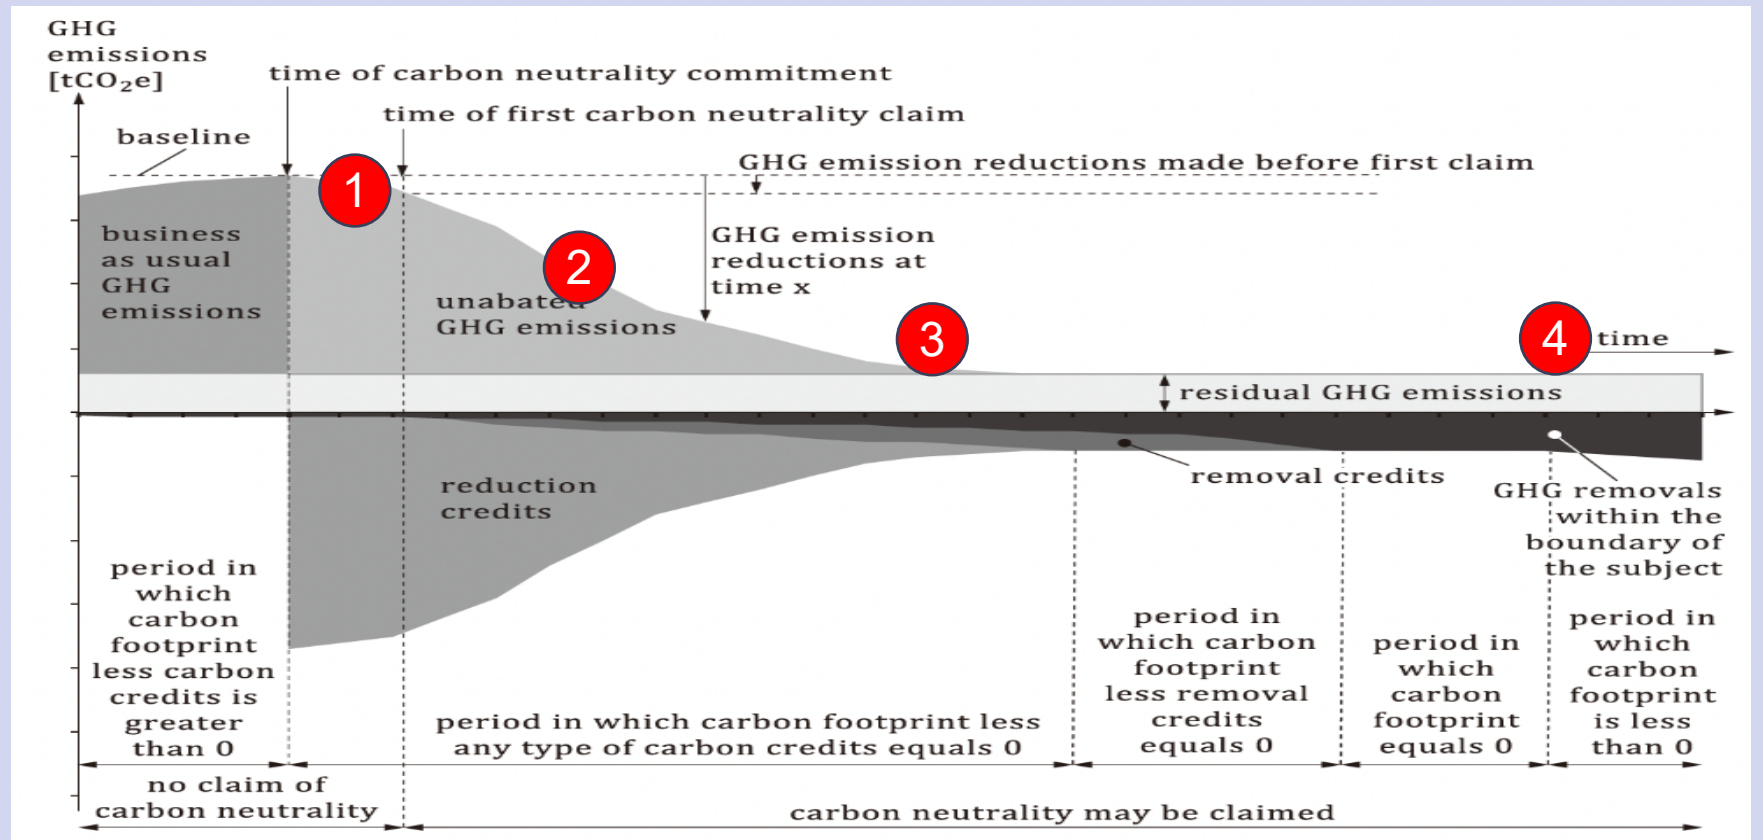 GHG
emissions
[tCO₂e]
time of carbon neutrality commitment
time of first carbon neutrality claim
baseline
GHG emission reductions made before first claim
1
business
as usual
GHG
emissions
GHG emission
reductions at
time x
2
unabated
GHG emissions
3
4
time
residual GHG emissions
removal credits
reduction
credits
GHG removals
within the
boundary of
the subject
period in
which
carbon
footprint
less carbon
credits is
greater
than 0
period in which carbon footprint less
any type of carbon credits equals 0
period in
which carbon
footprint
less removal
credits
equals 0
period in
which
carbon
footprint
equals 0
period in
which
carbon
footprint
is less
than 0
no claim of
carbon neutrality
carbon neutrality may be claimed